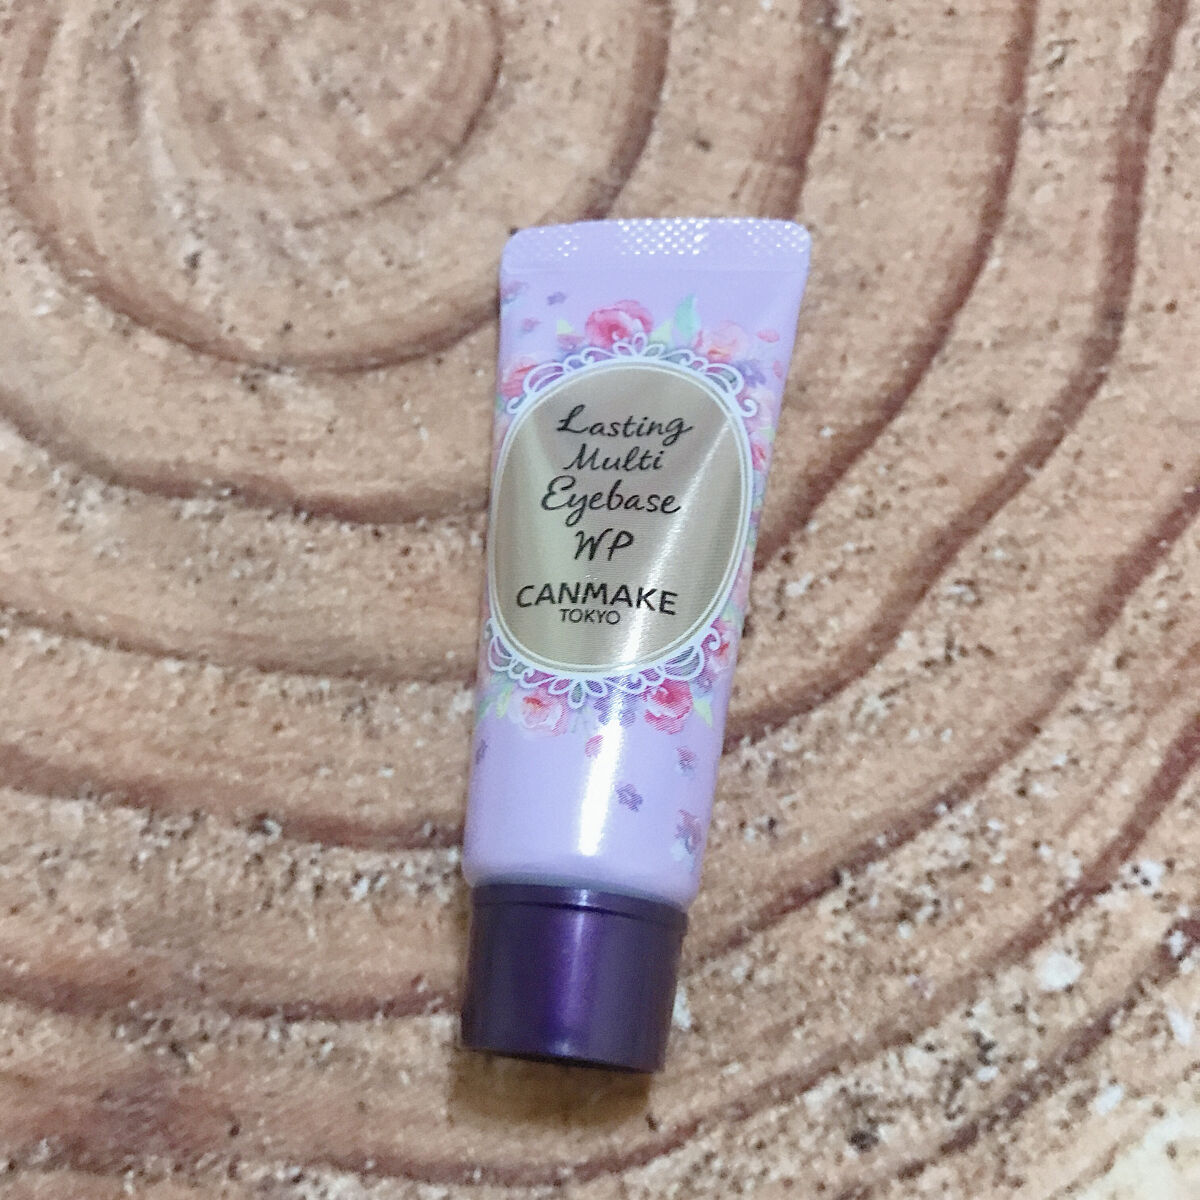 Lasting
Multi
Eyebase
WP
CANMAKE
TOKYO